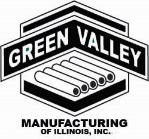 GREEN VALLEY
MANUFACTURING
OF ILLINOIS, INC.